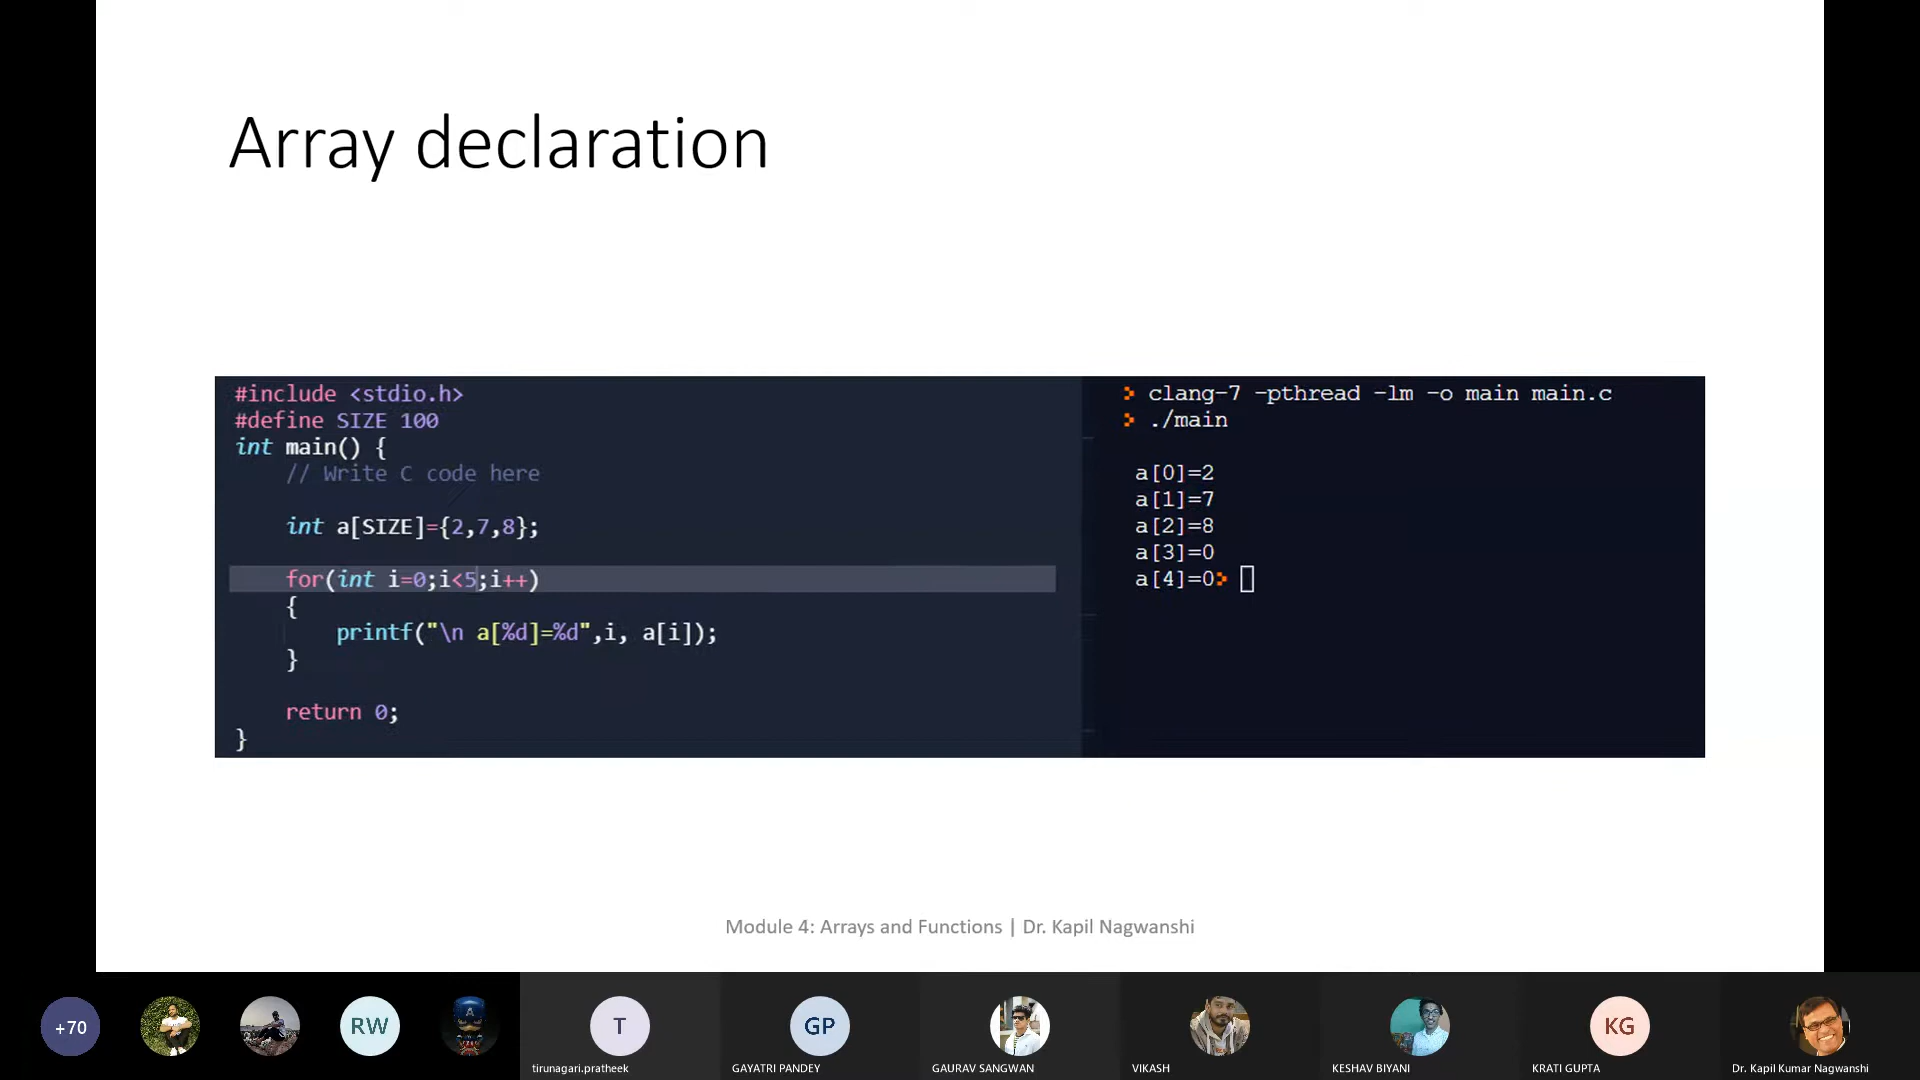 Array declaration
#include <stdio.h>
#define SIZE 100
int main() {
// Write C code here
int a[SIZE]={2,7,8};
for(int i=0;i<5;i++)
{
printf("\n a[%d]=%d",i, a[i]);
}
return 0;
}
> clang-7 -pthread -lm -o main main.c
> ./main
a[0]=2
a[1]=7
a[2]=8
a[3]=0
a[4]=0>
Module 4: Arrays and Functions | Dr. Kapil Nagwanshi
+70
RW
A
T
GP
KG
tirunagari.pratheek
GAYATRI PANDEY
GAURAV SANGWAN
VIKASH
KESHAV BIYANI
KRATI GUPTA
Dr. Kapil Kumar Nagwanshi